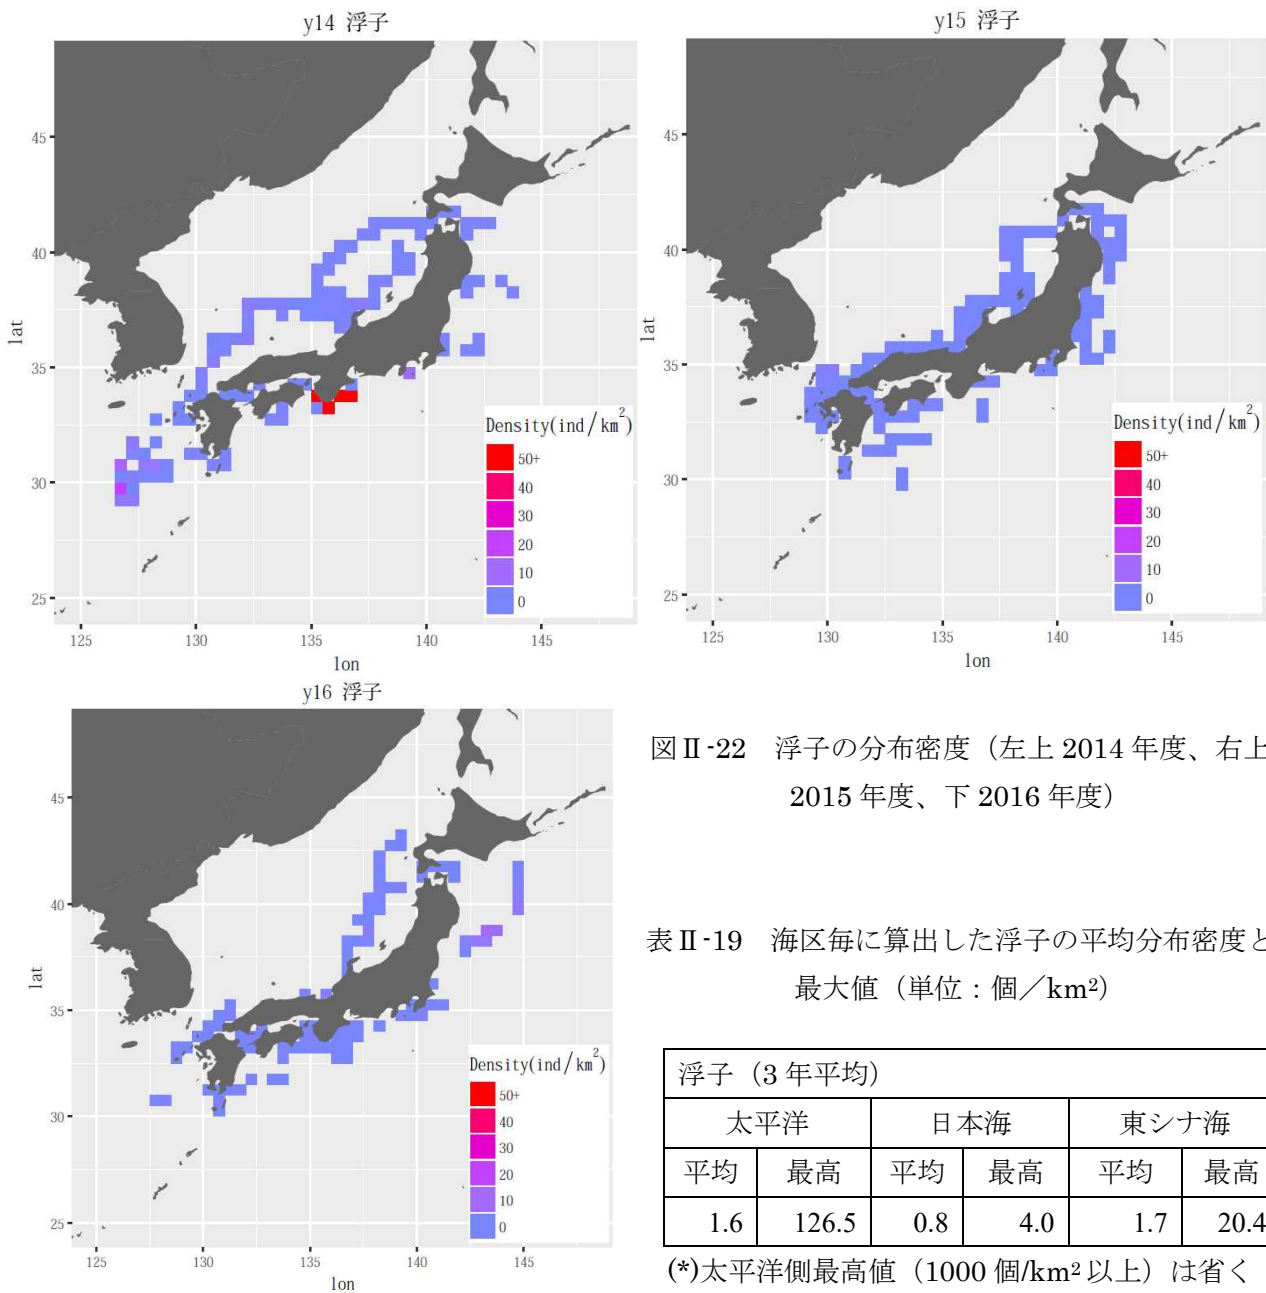 y14 浮子
45
40
35
30
25
lat
125
130
135
140
145
lon
Density(ind/km2)
50+
40
30
20
10
0
y15 浮子
45
40
35
30
25
lat
125
130
135
140
145
lon
Density(ind/km2)
50+
40
30
20
10
0
y16 浮子
45
40
35
30
25
lat
125
130
135
140
145
lon
Density(ind/km2)
50+
40
30
20
10
0
図Ⅱ-22 浮子の分布密度（左上 2014 年度、右上
2015 年度、下 2016 年度）
表Ⅱ-19 海区毎に算出した浮子の平均分布密度と
最大値（単位：個／km2）
浮子（3 年平均）
太平洋 日本海 東シナ海
平均 最高 平均 最高 平均 最高
1.6 126.5 0.8 4.0 1.7 20.4
(*)太平洋側最高値（1000 個/km2 以上）は省く